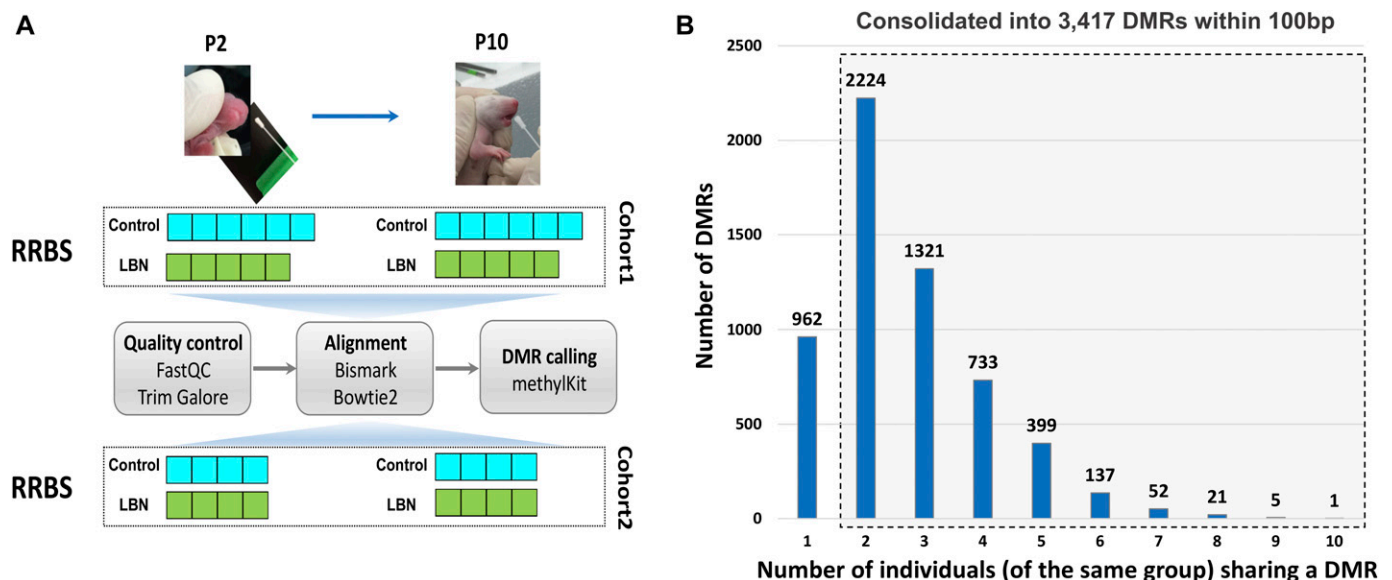 A
P2
P10
RRBS
Control
Control
LBN
LBN
Cohort1
Quality control
FastQC
Trim Galore
Alignment
Bismark
Bowtie2
DMR calling
methylKit
RRBS
Control
Control
LBN
LBN
Cohort2
B
Consolidated into 3,417 DMRs within 100bp
Number of DMRs
2500
2000
1500
1000
500
0
962
2224
1321
733
399
137
52
21
5
1
1 2 3 4 5 6 7 8 9 10
Number of individuals (of the same group) sharing a DMR